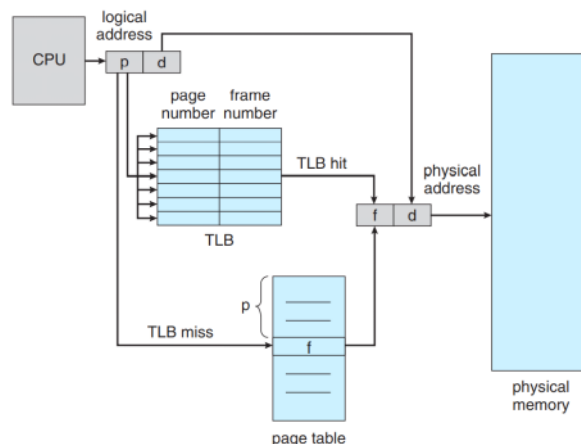 logical
address
CPU
p d
page
number
frame
number
TLB hit
physical
address
f d
TLB
p
TLB miss
f
physical
memory
page table